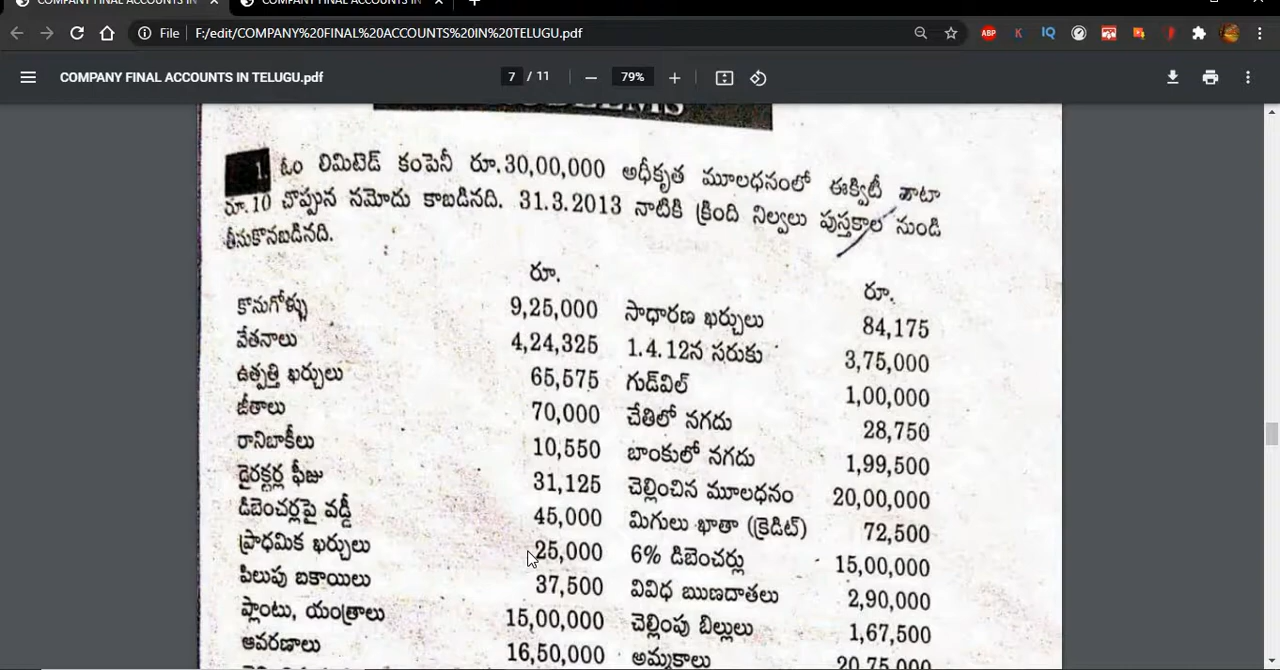 COMPANY FINAL ACCOUNTS IN
COMPANY FINAL ACCOUNTS IN
File F:/edit/COMPANY%20FINAL%20ACCOUNTS%20IN%20TELUGU.pdf
ABP K IQ
COMPANY FINAL ACCOUNTS IN TELUGU.pdf 7 / 11 79%
1. ఓం లిమిటెడ్ కంపెనీ రూ.30,00,000 అధీకృత మూలధనంలో ఈక్విటీ వాటా
రూ.10 చొప్పున నమోదు కాబడినది. 31.3.2013 నాటికి క్రింది నిల్వలు పుస్తకాల నుండి
తీసుకొనబడినది.
రూ. రూ.
కొనుగోళ్ళు 9,25,000 సాధారణ ఖర్చులు 84,175
వేతనాలు 4,24,325 1.4.12న సరుకు 3,75,000
ఉత్పత్తి ఖర్చులు 65,575 గుడ్‌విల్ 1,00,000
జీతాలు 70,000 చేతిలో నగదు 28,750
రానిబాకీలు 10,550 బాంకులో నగదు 1,99,500
డైరక్టర్ల ఫీజు 31,125 చెల్లించిన మూలధనం 20,00,000
డిబెంచర్లపై వడ్డీ 45,000 మిగులు ఖాతా (క్రెడిట్) 72,500
ప్రాధమిక ఖర్చులు 25,000 6% డిబెంచర్లు 15,00,000
పిలుపు బకాయిలు 37,500 వివిధ ఋణదాతలు 2,90,000
ప్లాంటు, యంత్రాలు 15,00,000 చెల్లింపు బిల్లులు 1,67,500
ఆవరణాలు 16,50,000 అమ్మకాలు 20,75,000